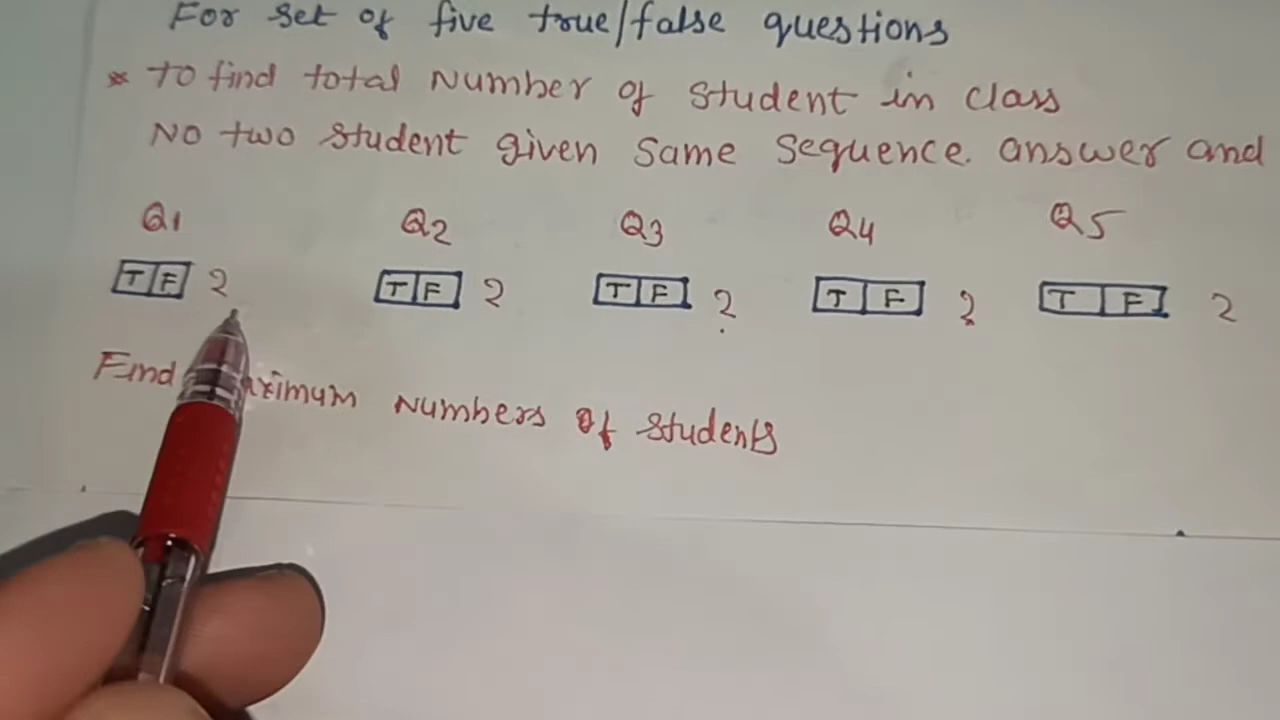 For set of five true/false questions
* To find total Number of student in class
No two student given same sequence answer and
Q1 Q2 Q3 Q4 Q5
T F 2 T F 2 T F 2 T F 2 T F 2
Find Numbers of students